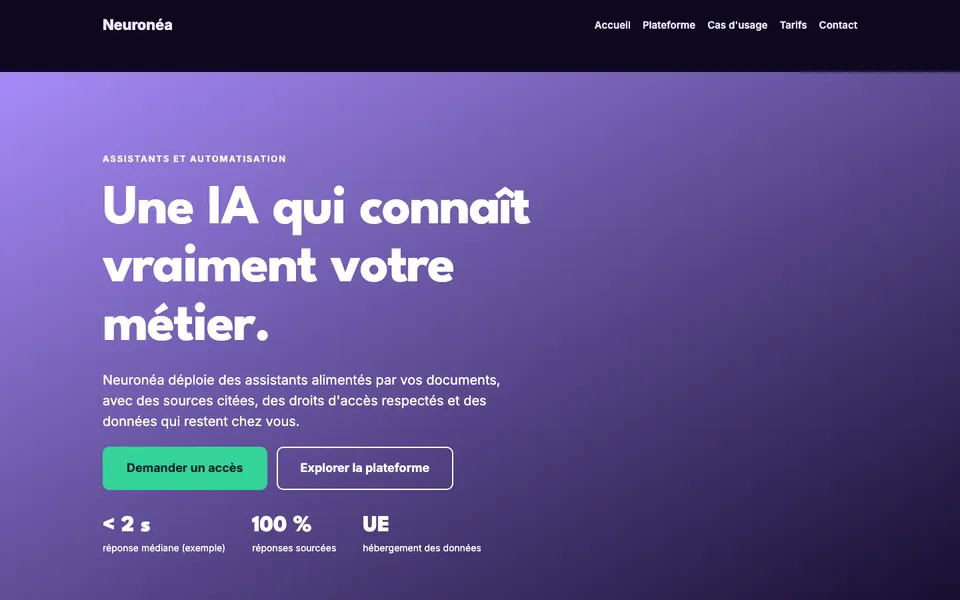 Neuronéa
Accueil Plateforme Cas d'usage Tarifs Contact
ASSISTANTS ET AUTOMATISATION
Une IA qui connaît
vraiment votre
métier.
Neuronéa déploie des assistants alimentés par vos documents,
avec des sources citées, des droits d'accès respectés et des
données qui restent chez vous.
Demander un accès
Explorer la plateforme
< 2 s
réponse médiane (exemple)
100 %
réponses sourcées
UE
hébergement des données